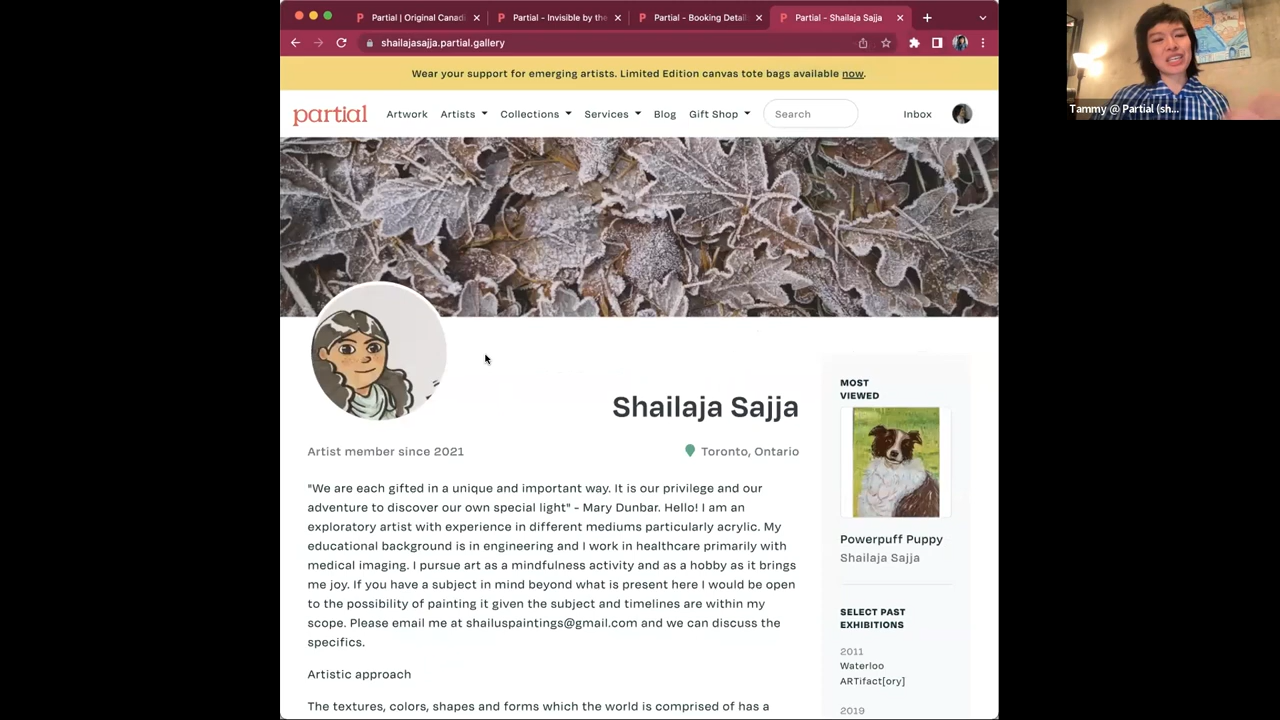 Partial | Original Canadi
Partial - Invisible by the
Partial - Booking Detail
Partial - Shailaja Sajja
shailajasajja.partial.gallery
Wear your support for emerging artists. Limited Edition canvas tote bags available now.
partial
Artwork
Artists
Collections
Services
Blog
Gift Shop
Search
Inbox
Tammy @ Partial (sh...
Shailaja Sajja
Artist member since 2021
Toronto, Ontario
"We are each gifted in a unique and important way. It is our privilege and our
adventure to discover our own special light" - Mary Dunbar. Hello! I am an
exploratory artist with experience in different mediums particularly acrylic. My
educational background is in engineering and I work in healthcare primarily with
medical imaging. I pursue art as a mindfulness activity and as a hobby as it brings
me joy. If you have a subject in mind beyond what is present here I would be open
to the possibility of painting it given the subject and timelines are within my
scope. Please email me at shailuspaintings@gmail.com and we can discuss the
specifics.
Artistic approach
The textures, colors, shapes and forms which the world is comprised of has a
MOST
VIEWED
Powerpuff Puppy
Shailaja Sajja
SELECT PAST
EXHIBITIONS
2011
Waterloo
ARTifact[ory]
2019